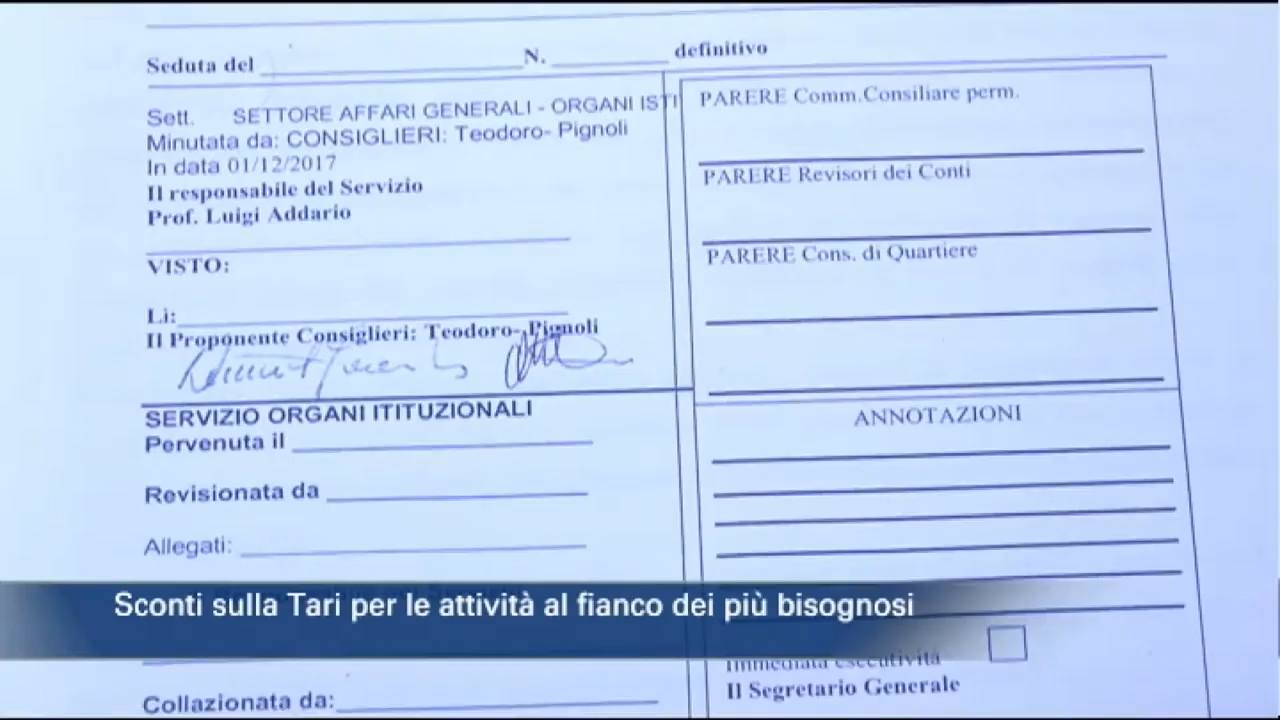 Seduta del N. definitivo
Sett. SETTORE AFFARI GENERALI - ORGANI ISTI
Minutata da: CONSIGLIERI: Teodoro- Pignoli
In data 01/12/2017
Il responsabile del Servizio
Prof. Luigi Addario
VISTO:
Lì:
Il Proponente Consiglieri: Teodoro- Pignoli
SERVIZIO ORGANI ITITUZIONALI
Pervenuta il
Revisionata da
Allegati:
Collazionata da:
PARERE Comm.Consiliare perm.
PARERE Revisori dei Conti
PARERE Cons. di Quartiere
ANNOTAZIONI
Immediata esecutività
Il Segretario Generale
Sconti sulla Tari per le attività al fianco dei più bisognosi